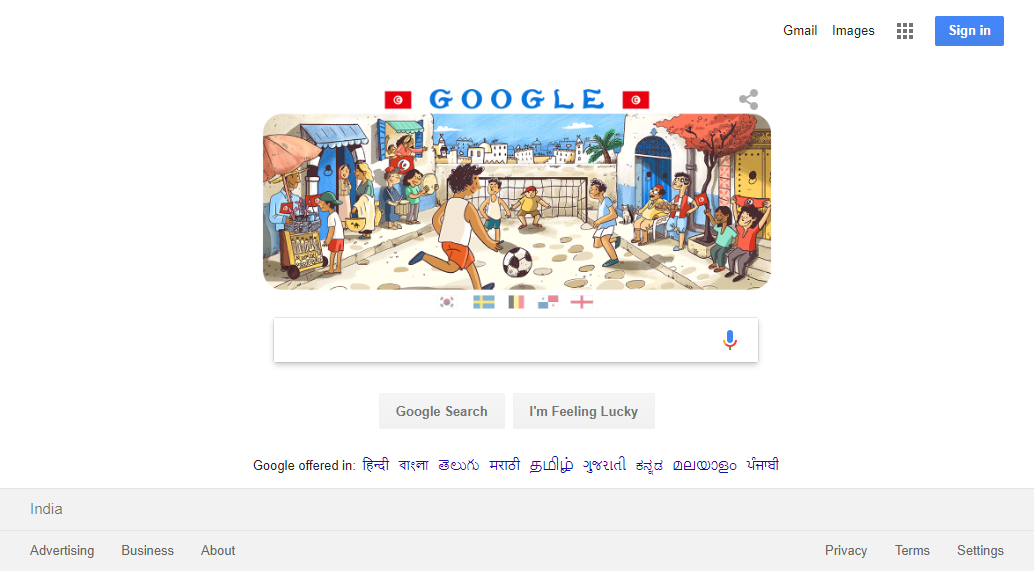 Gmail Images Sign in
GOOGLE
Google Search I'm Feeling Lucky
Google offered in: हिन्दी বাংলা తెలుగు मराठी தமிழ் ગુજરાતી ಕನ್ನಡ മലയാളം ਪੰਜਾਬੀ
India
Advertising Business About Privacy Terms Settings